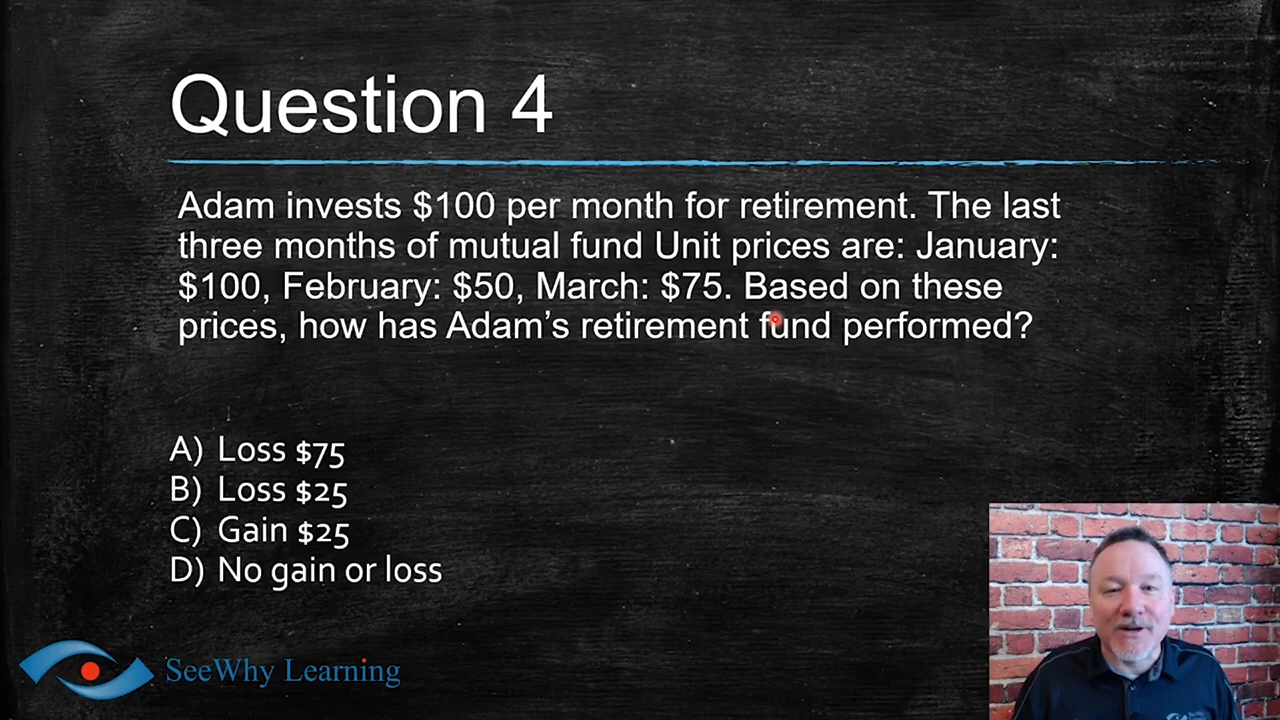 Question 4
Adam invests $100 per month for retirement. The last
three months of mutual fund Unit prices are: January:
$100, February: $50, March: $75. Based on these
prices, how has Adam’s retirement fund performed?
A) Loss $75
B) Loss $25
C) Gain $25
D) No gain or loss
SeeWhy Learning